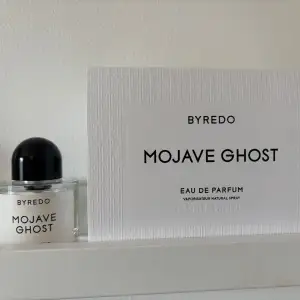 BYREDO
MOJAVE
GHOST
BYREDO
MOJAVE GHOST
EAU DE PARFUM
VAPORISATEUR NATURAL SPRAY